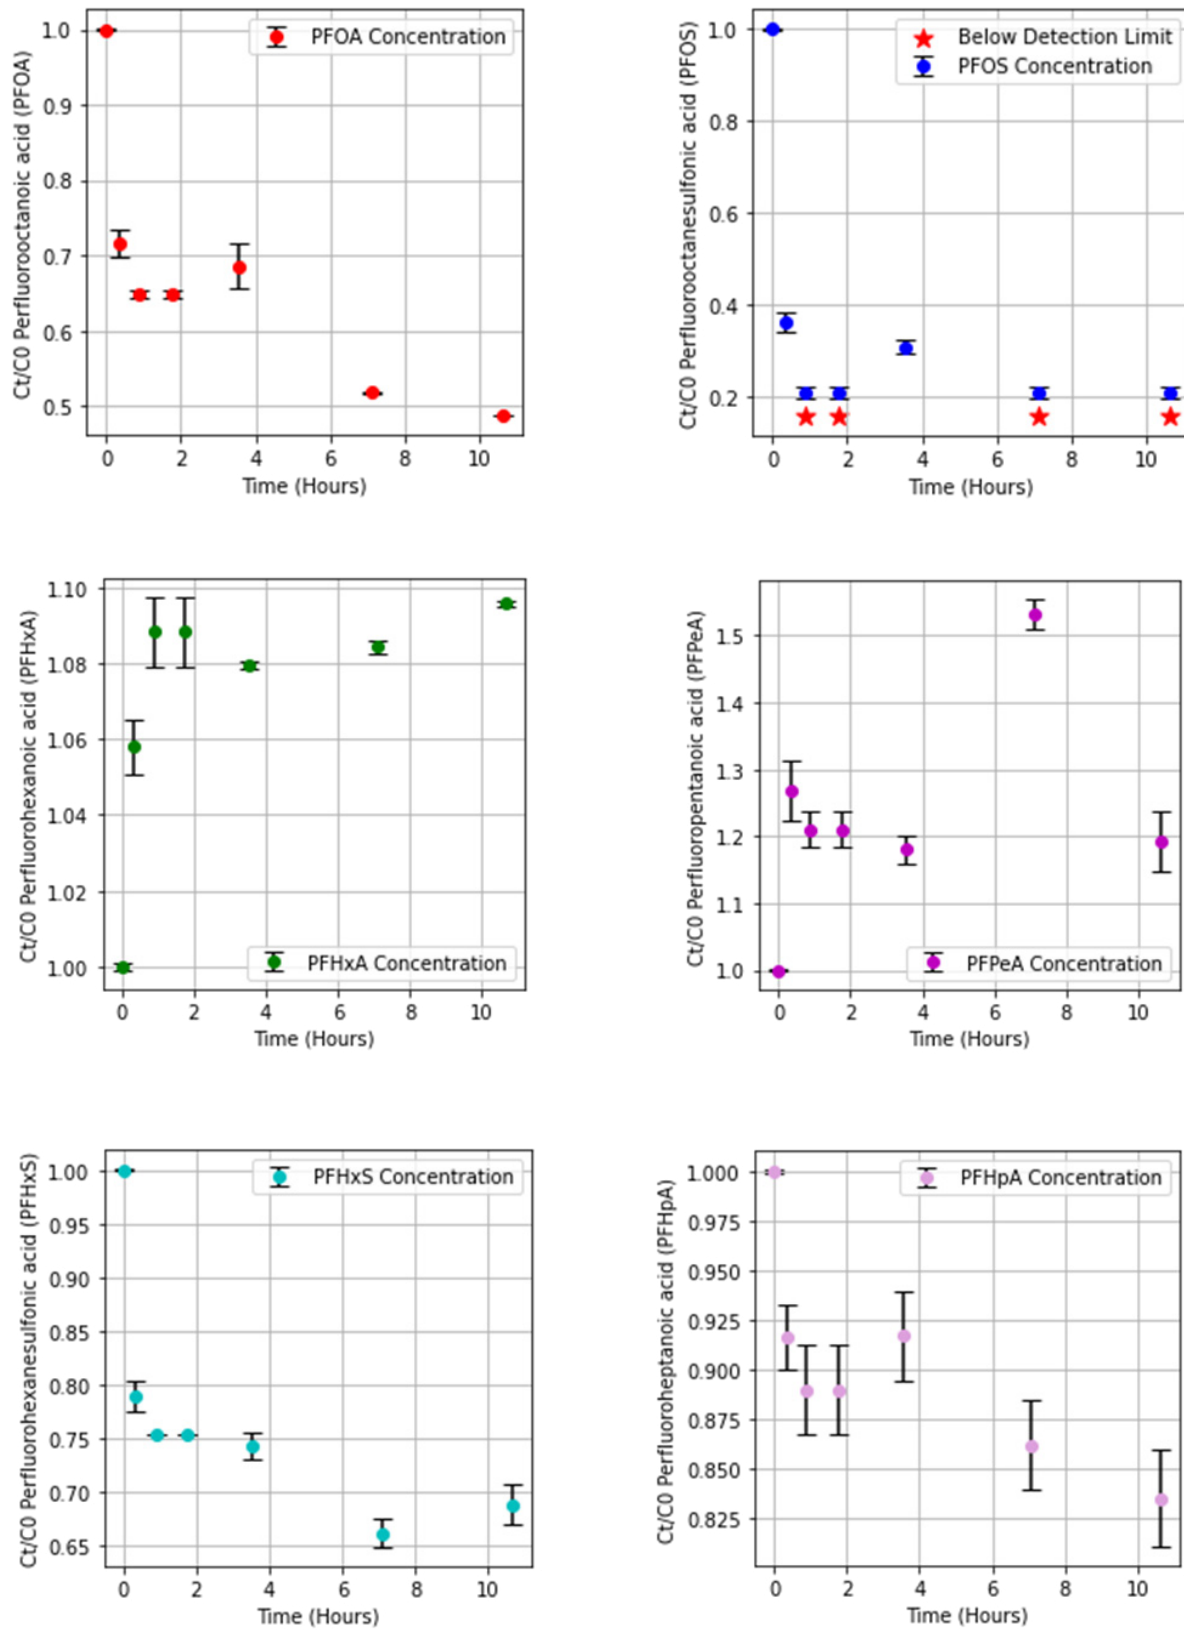 Ct/C0 Perfluorooctanoic acid (PFOA)
1.0
0.9
0.8
0.7
0.6
0.5
PFOA Concentration
0 2 4 6 8 10
Time (Hours)
Ct/C0 Perfluorooctanesulfonic acid (PFOS)
1.0
0.8
0.6
0.4
0.2
Below Detection Limit
PFOS Concentration
0 2 4 6 8 10
Time (Hours)
Ct/C0 Perfluorohexanoic acid (PFHxA)
1.10
1.08
1.06
1.04
1.02
1.00
PFHxA Concentration
0 2 4 6 8 10
Time (Hours)
Ct/C0 Perfluoropentanoic acid (PFPeA)
1.5
1.4
1.3
1.2
1.1
1.0
PFPeA Concentration
0 2 4 6 8 10
Time (Hours)
Ct/C0 Perfluorohexanesulfonic acid (PFHxS)
1.00
0.95
0.90
0.85
0.80
0.75
0.70
0.65
PFHxS Concentration
0 2 4 6 8 10
Time (Hours)
Ct/C0 Perfluoroheptanoic acid (PFHpA)
1.000
0.975
0.950
0.925
0.900
0.875
0.850
0.825
PFHpA Concentration
0 2 4 6 8 10
Time (Hours)